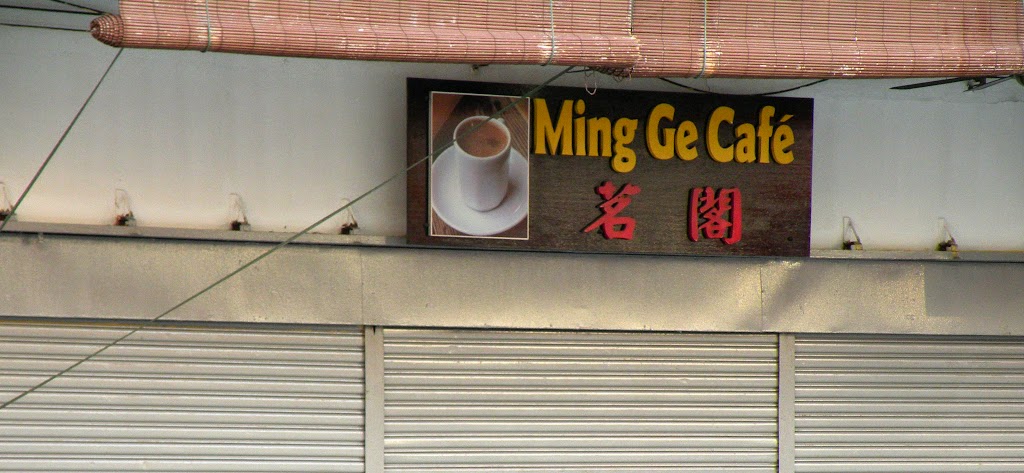 Ming Ge Café
茗閣